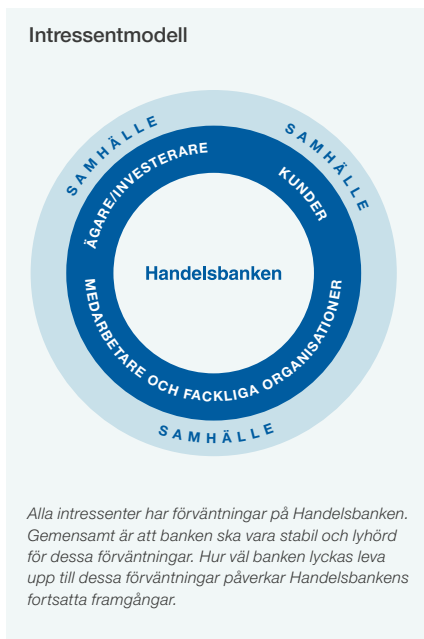 Intressentmodell
SAMHÄLLE
SAMHÄLLE
ÄGARE/INVESTERARE
KUNDER
Handelsbanken
MEDARBETARE OCH FACKLIGA ORGANISATIONER
SAMHÄLLE
Alla intressenter har förväntningar på Handelsbanken.
Gemensamt är att banken ska vara stabil och lyhörd
för dessa förväntningar. Hur väl banken lyckas leva
upp till dessa förväntningar påverkar Handelsbankens
fortsatta framgångar.